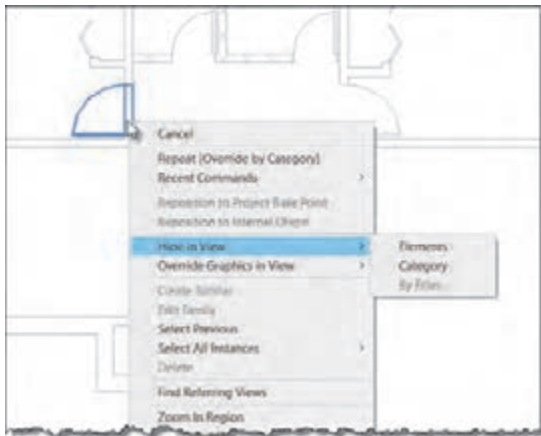 Cancel
Repeat [Override by Category]
Recent Commands
Reposition to Project Base Point
Reposition to Internal Origin
Hide in View
Elements
Override Graphics in View
Category
By Filter...
Create Similar
Edit Family
Select Previous
Select All Instances
Delete
Find Referring Views
Zoom In Region